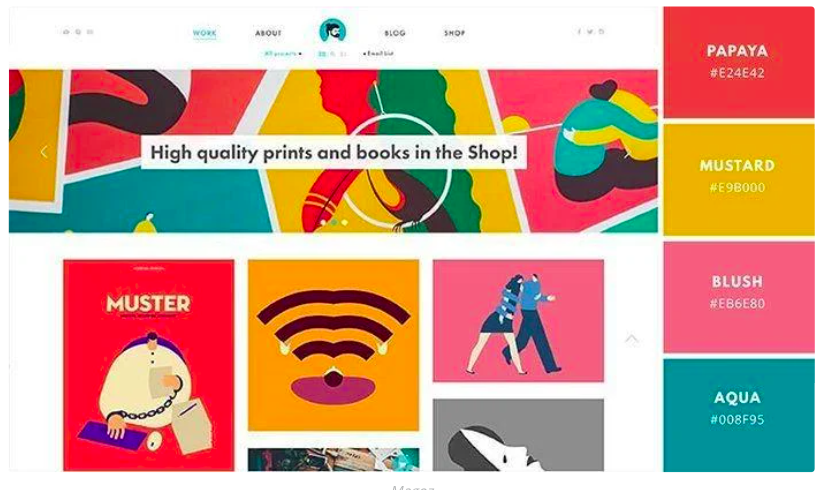 WORK ABOUT BLOG SHOP
All projects
Email list
High quality prints and books in the Shop!
MUSTER
PAPAYA
#E24E42
MUSTARD
#E9B000
BLUSH
#EB6E80
AQUA
#008F95